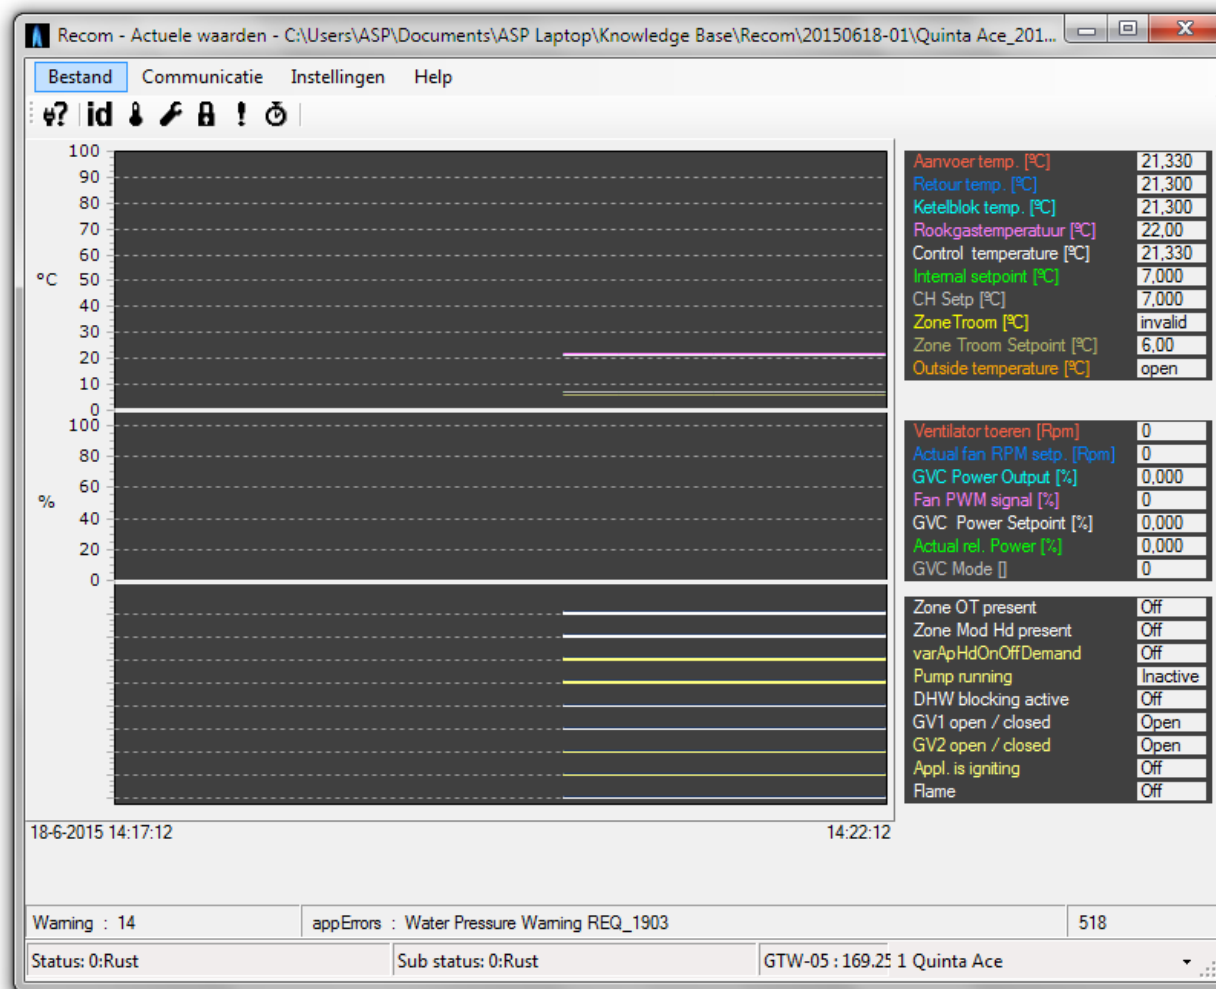 Recom - Actuele waarden - C:\Users\ASP\Documents\ASP Laptop\Knowledge Base\Recom\20150618-01\Quinta Ace_201...
Bestand Communicatie Instellingen Help
? id !
100
90
80
70
60
°C 50
40
30
20
10
0
100
80
60
%
40
20
0
18-6-2015 14:17:12 14:22:12
Aanvoer temp. [ºC] 21,330
Retour temp. [ºC] 21,300
Ketelblok temp. [ºC] 21,300
Rookgastemperatuur [ºC] 22,00
Control temperature [ºC] 21,330
Internal setpoint [ºC] 7,000
CH Setp [ºC] 7,000
Zone Troom [ºC] invalid
Zone Troom Setpoint [ºC] 6,00
Outside temperature [ºC] open
Ventilator toeren [Rpm] 0
Actual fan RPM setp. [Rpm] 0
GVC Power Output [%] 0,000
Fan PWM signal [%] 0
GVC Power Setpoint [%] 0,000
Actual rel. Power [%] 0,000
GVC Mode [] 0
Zone OT present Off
Zone Mod Hd present Off
varApHdOnOffDemand Off
Pump running Inactive
DHW blocking active Off
GV1 open / closed Open
GV2 open / closed Open
Appl. is igniting Off
Flame Off
Warning : 14 appErrors : Water Pressure Warning REQ_1903 518
Status: 0:Rust Sub status: 0:Rust GTW-05 : 169.25 1 Quinta Ace